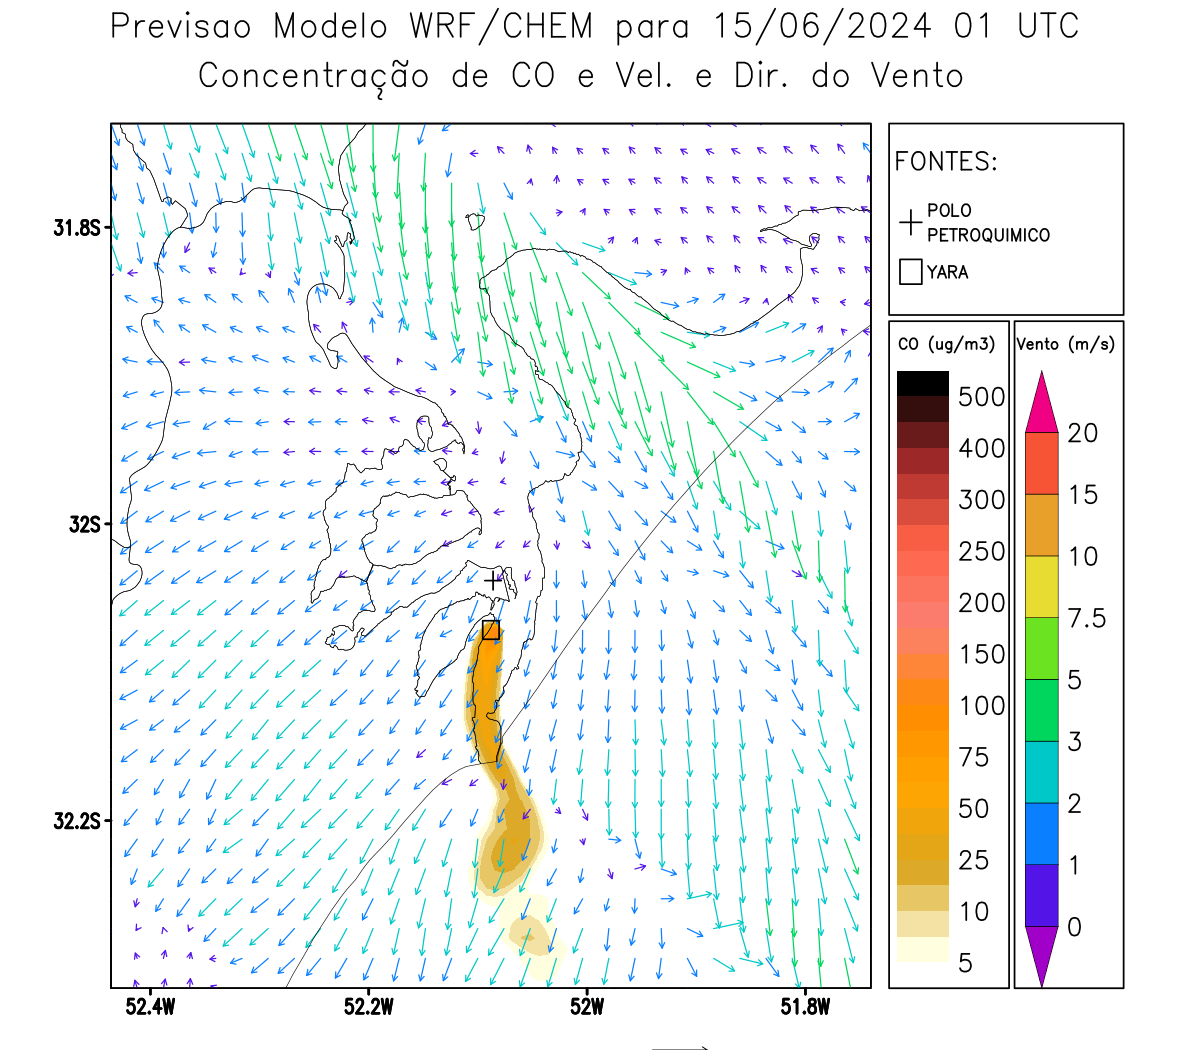 Previsao Modelo WRF/CHEM para 15/06/2024 01 UTC
Concentração de CO e Vel. e Dir. do Vento
FONTES:
POLO
PETROQUIMICO
YARA
CO (ug/m3)
500
400
300
250
200
150
100
75
50
25
10
5
Vento (m/s)
20
15
10
7.5
5
3
2
1
0
31.8S
32S
32.2S
52.4W
52.2W
52W
51.8W